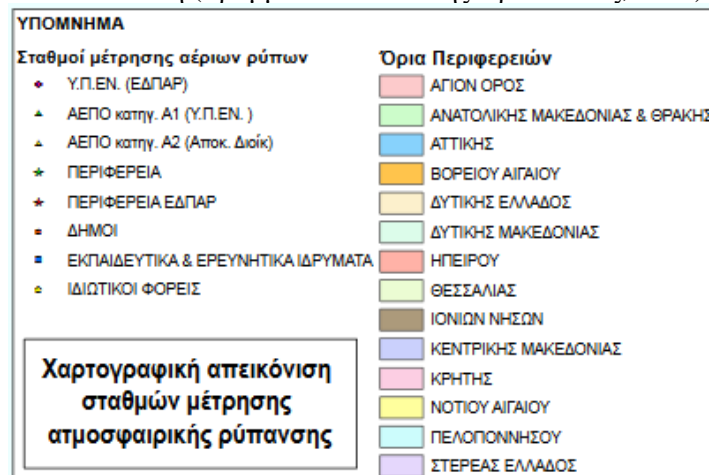 ΥΠΟΜΝΗΜΑ
Σταθμοί μέτρησης αέριων ρύπων
Υ.Π.ΕΝ. (ΕΔΠΑΡ)
ΑΕΠΟ κατηγ. Α1 (Υ.Π.ΕΝ. )
ΑΕΠΟ κατηγ. Α2 (Αποκ. Διοίκ)
ΠΕΡΙΦΕΡΕΙΑ
ΠΕΡΙΦΕΡΕΙΑ ΕΔΠΑΡ
ΔΗΜΟΙ
ΕΚΠΑΙΔΕΥΤΙΚΑ & ΕΡΕΥΝΗΤΙΚΑ ΙΔΡΥΜΑΤΑ
ΙΔΙΩΤΙΚΟΙ ΦΟΡΕΙΣ
Όρια Περιφερειών
ΑΓΙΟΝ ΟΡΟΣ
ΑΝΑΤΟΛΙΚΗΣ ΜΑΚΕΔΟΝΙΑΣ & ΘΡΑΚΗΣ
ΑΤΤΙΚΗΣ
ΒΟΡΕΙΟΥ ΑΙΓΑΙΟΥ
ΔΥΤΙΚΗΣ ΕΛΛΑΔΟΣ
ΔΥΤΙΚΗΣ ΜΑΚΕΔΟΝΙΑΣ
ΗΠΕΙΡΟΥ
ΘΕΣΣΑΛΙΑΣ
ΙΟΝΙΩΝ ΝΗΣΩΝ
ΚΕΝΤΡΙΚΗΣ ΜΑΚΕΔΟΝΙΑΣ
ΚΡΗΤΗΣ
ΝΟΤΙΟΥ ΑΙΓΑΙΟΥ
ΠΕΛΟΠΟΝΝΗΣΟΥ
ΣΤΕΡΕΑΣ ΕΛΛΑΔΟΣ
Χαρτογραφική απεικόνιση
σταθμών μέτρησης
ατμοσφαιρικής ρύπανσης